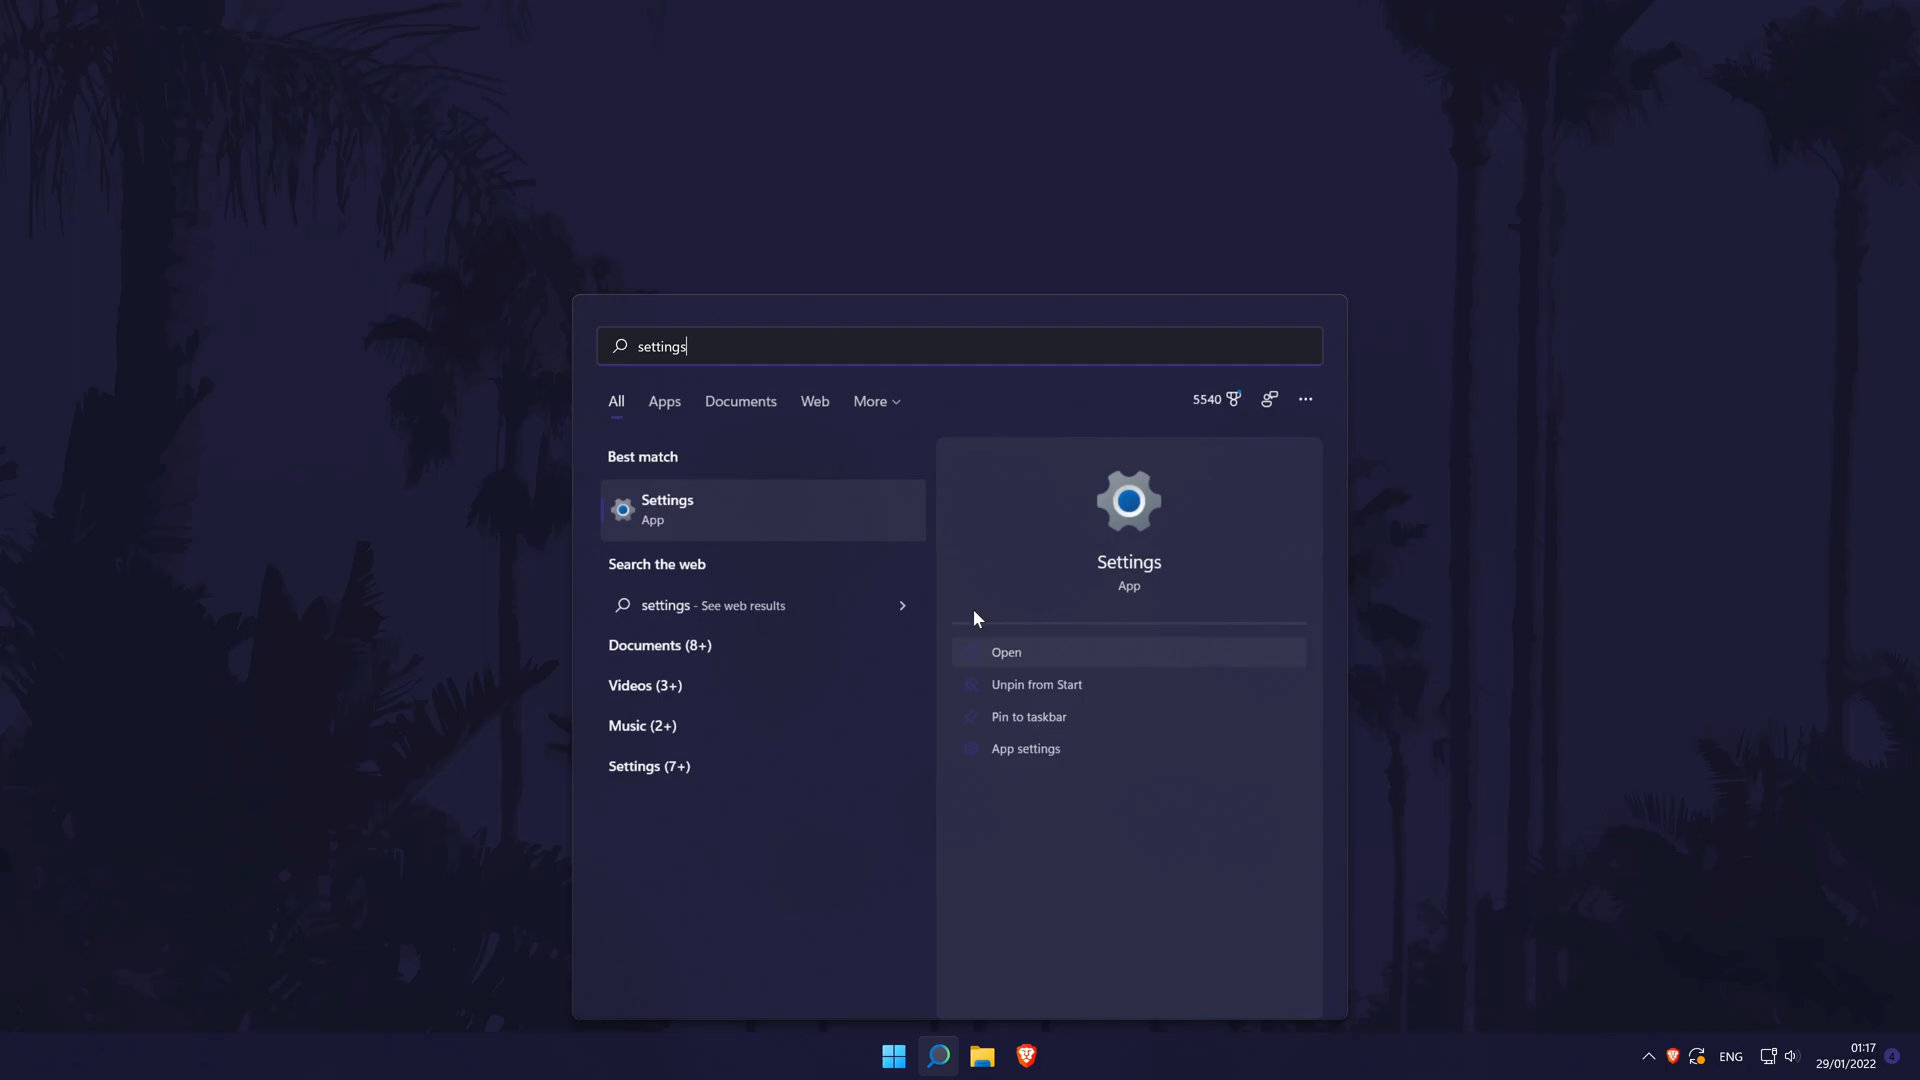 settings
All Apps Documents Web More 5540
Best match
Settings
App
Search the web
settings - See web results
Documents (8+)
Videos (3+)
Music (2+)
Settings (7+)
Settings
App
Open
Unpin from Start
Pin to taskbar
App settings
ENG
01:17
29/01/2022
4